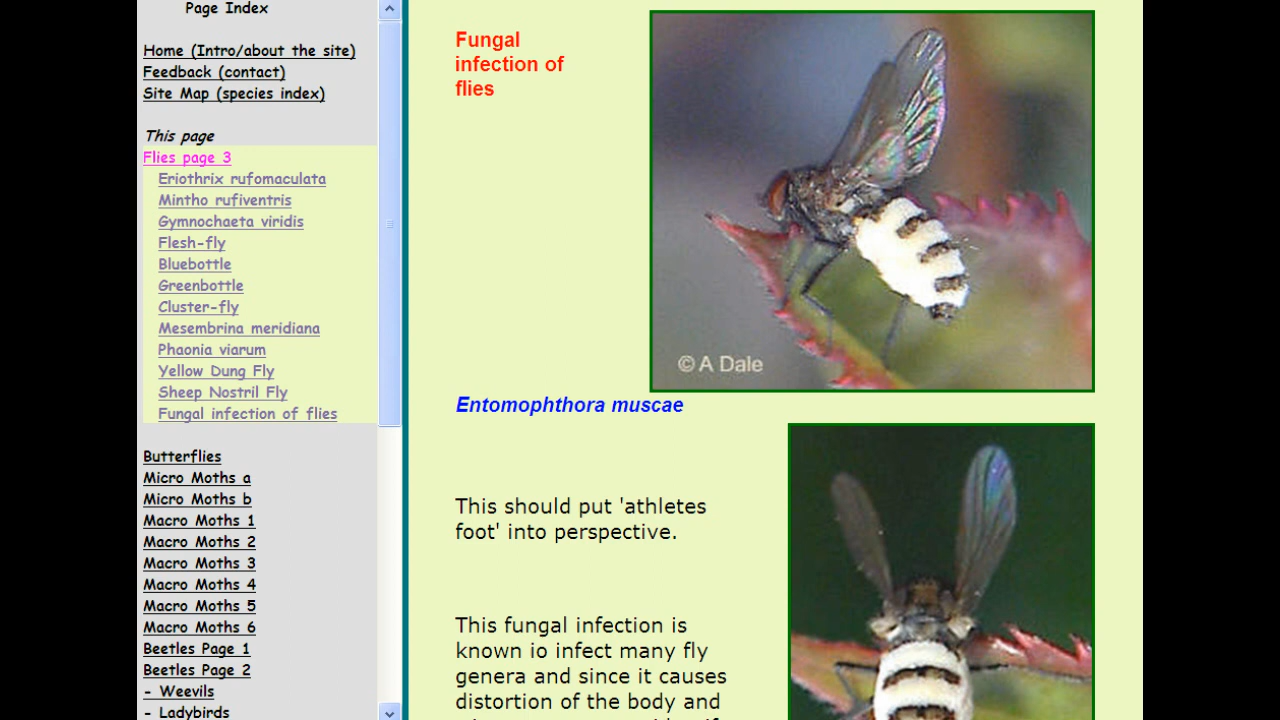 Page Index
Home (Intro/about the site)
Feedback (contact)
Site Map (species index)
This page
Flies page 3
Eriothrix rufomaculata
Mintho rufiventris
Gymnochaeta viridis
Flesh-fly
Bluebottle
Greenbottle
Cluster-fly
Mesembrina meridiana
Phaonia viarum
Yellow Dung Fly
Sheep Nostril Fly
Fungal infection of flies
Butterflies
Micro Moths a
Micro Moths b
Macro Moths 1
Macro Moths 2
Macro Moths 3
Macro Moths 4
Macro Moths 5
Macro Moths 6
Beetles Page 1
Beetles Page 2
- Weevils
- Ladybirds
Fungal
infection of
flies
© A Dale
Entomophthora muscae
This should put 'athletes
foot' into perspective.
This fungal infection is
known io infect many fly
genera and since it causes
distortion of the body and